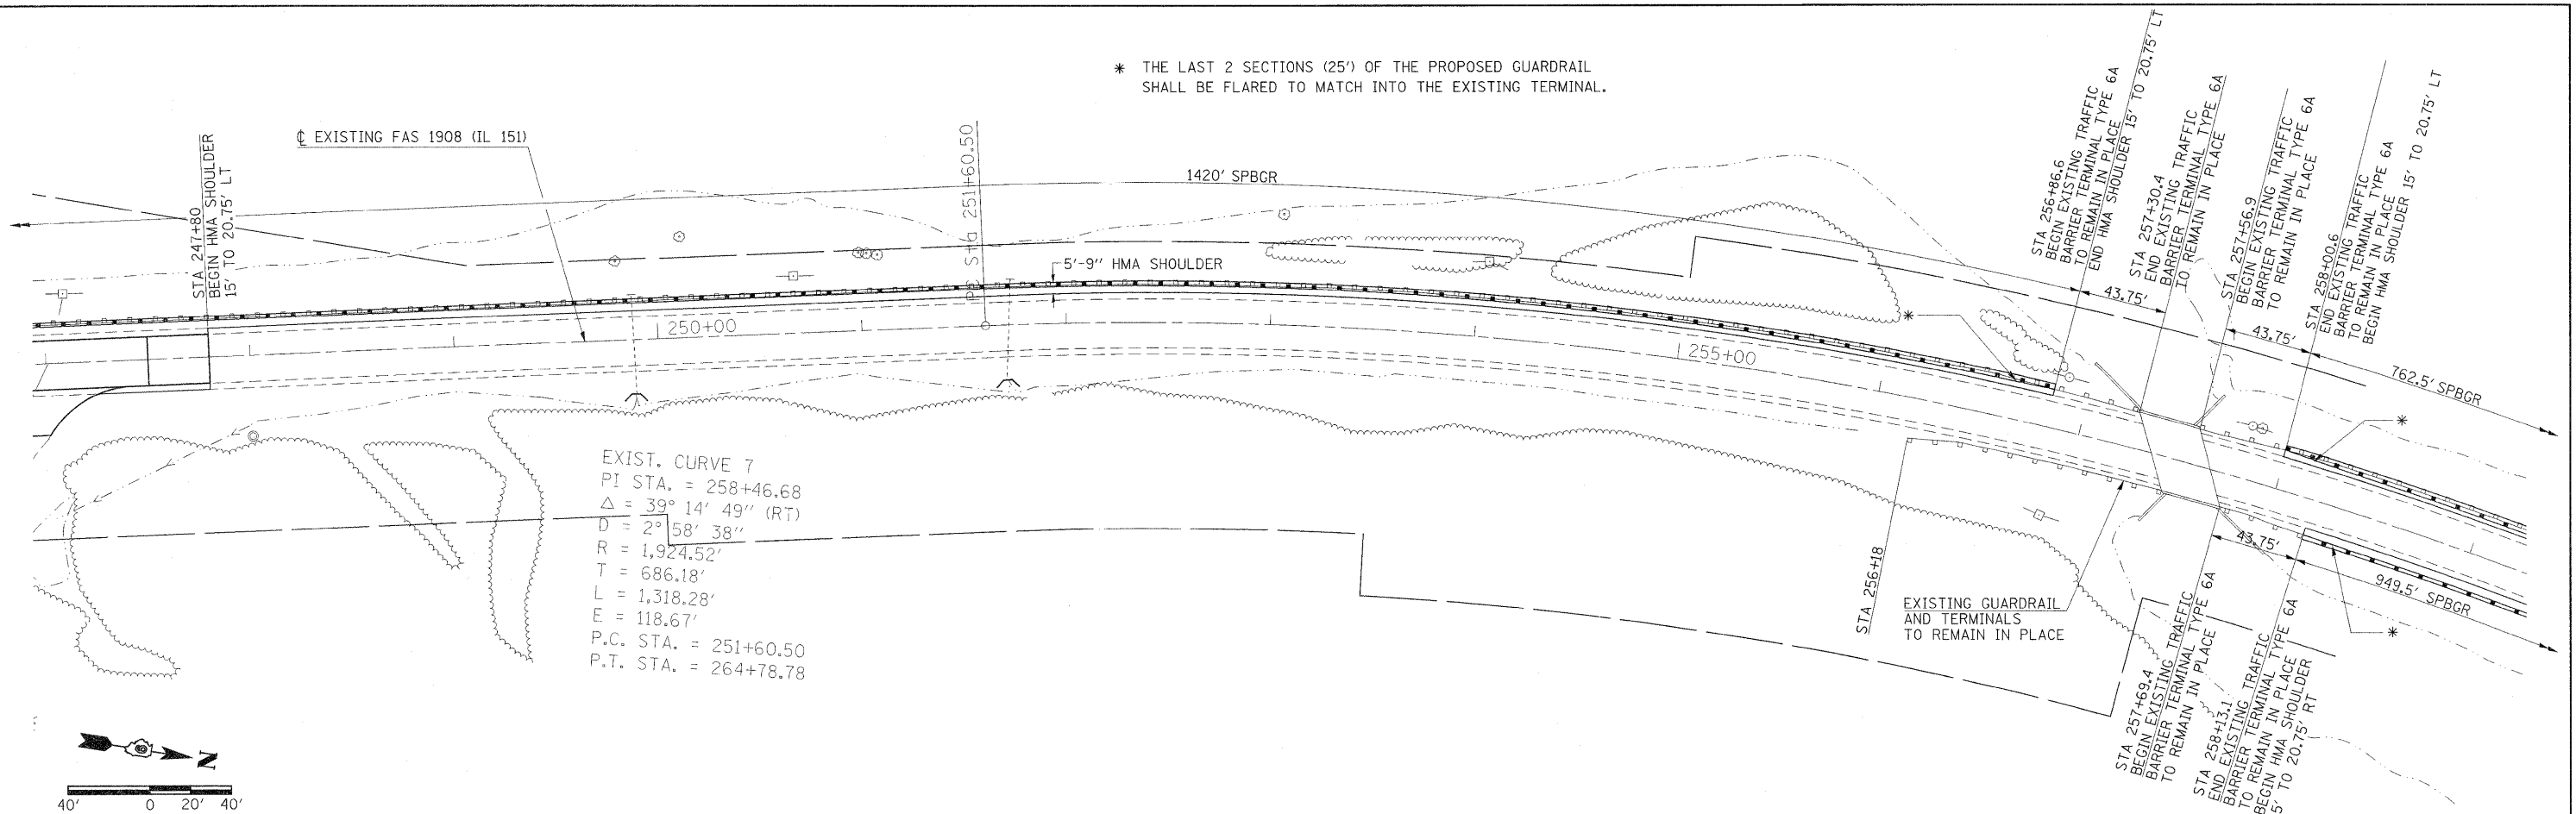 * THE LAST 2 SECTIONS (25') OF THE PROPOSED GUARDRAIL
SHALL BE FLARED TO MATCH INTO THE EXISTING TERMINAL.
℄ EXISTING FAS 1908 (IL 151)
STA 247+80
BEGIN HMA SHOULDER
15' TO 20.75' LT
P.C. Sta 251+60.50
1420' SPBGR
5'-9" HMA SHOULDER
250+00
255+00
*
STA 256+86.6
BEGIN EXISTING TRAFFIC
BARRIER TERMINAL TYPE 6A
TO REMAIN IN PLACE
END HMA SHOULDER 15' TO 20.75' LT
STA 257+30.4
END EXISTING TRAFFIC
BARRIER TERMINAL TYPE 6A
TO REMAIN IN PLACE
STA 257+56.9
BEGIN EXISTING TRAFFIC
BARRIER TERMINAL TYPE 6A
TO REMAIN IN PLACE
STA 258+00.6
END EXISTING TRAFFIC
BARRIER TERMINAL TYPE 6A
TO REMAIN IN PLACE
BEGIN HMA SHOULDER 15' TO 20.75' LT
43.75'
43.75'
762.5' SPBGR
*
EXIST. CURVE 7
PI STA. = 258+46.68
Δ = 39° 14' 49" (RT)
D = 2° 58' 38"
R = 1,924.52'
T = 686.18'
L = 1,318.28'
E = 118.67'
P.C. STA. = 251+60.50
P.T. STA. = 264+78.78
STA 256+18
EXISTING GUARDRAIL
AND TERMINALS
TO REMAIN IN PLACE
43.75'
949.5' SPBGR
*
STA 257+69.4
BEGIN EXISTING TRAFFIC
BARRIER TERMINAL TYPE 6A
TO REMAIN IN PLACE
STA 258+13.1
END EXISTING TRAFFIC
BARRIER TERMINAL TYPE 6A
TO REMAIN IN PLACE
BEGIN HMA SHOULDER
5' TO 20.75' RT
N
40' 0 20' 40'